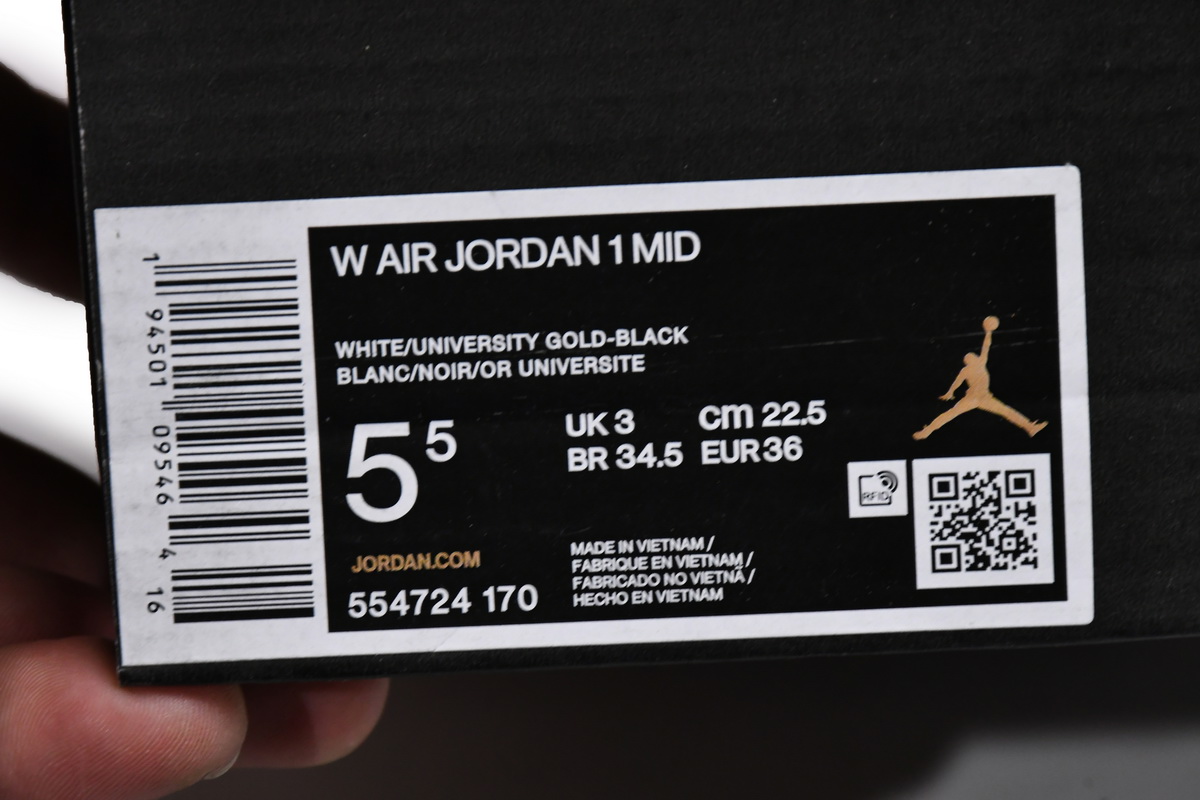 W AIR JORDAN 1 MID
WHITE/UNIVERSITY GOLD-BLACK
BLANC/NOIR/OR UNIVERSITE
5 5
UK 3 cm 22.5
BR 34.5 EUR 36
RFID
JORDAN.COM
554724 170
MADE IN VIETNAM /
FABRIQUE EN VIETNAM /
FABRICADO NO VIETNÃ /
HECHO EN VIETNAM
1 94501 09546 4 16